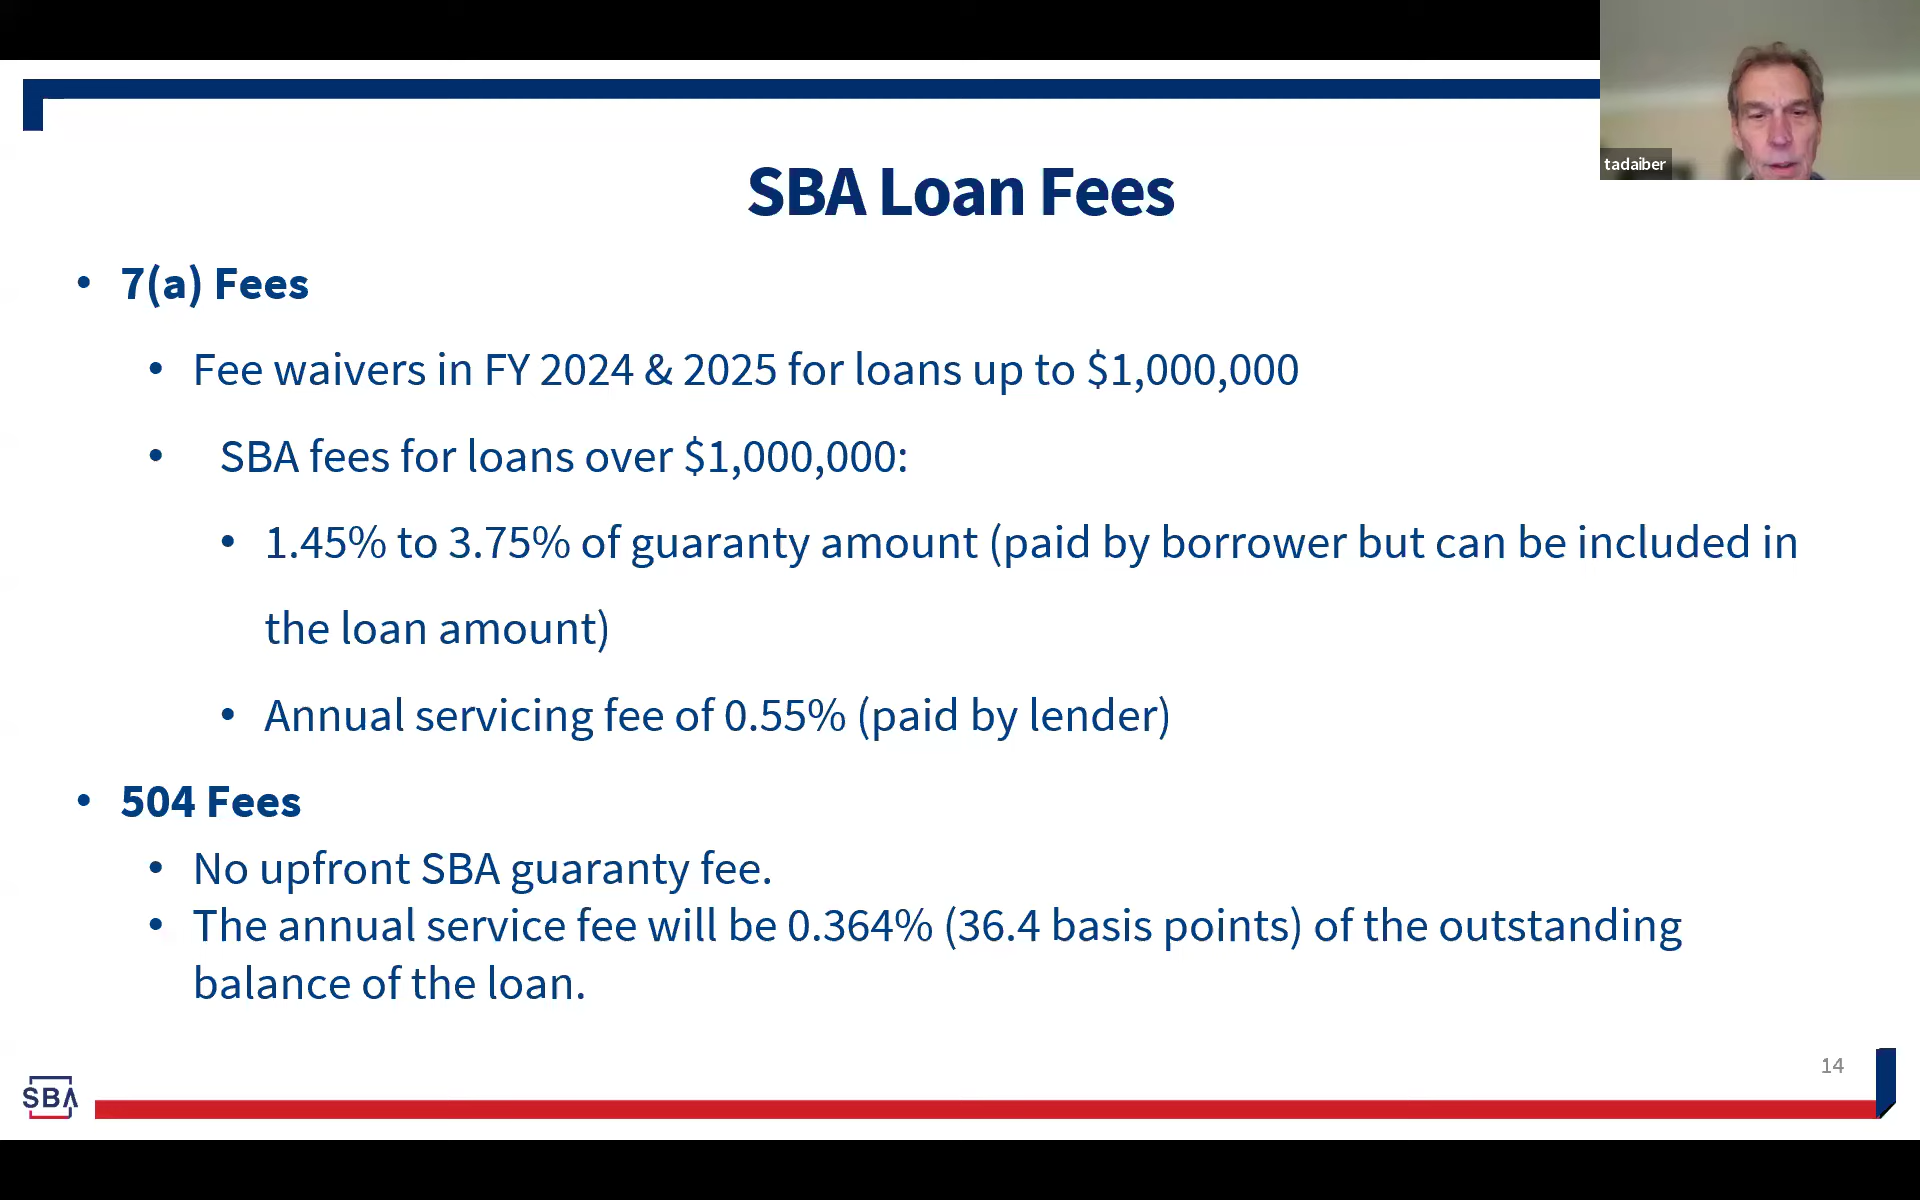 tadaiber
SBA Loan Fees
• 7(a) Fees
• Fee waivers in FY 2024 & 2025 for loans up to $1,000,000
• SBA fees for loans over $1,000,000:
• 1.45% to 3.75% of guaranty amount (paid by borrower but can be included in
the loan amount)
• Annual servicing fee of 0.55% (paid by lender)
• 504 Fees
• No upfront SBA guaranty fee.
• The annual service fee will be 0.364% (36.4 basis points) of the outstanding
balance of the loan.
14
SBA